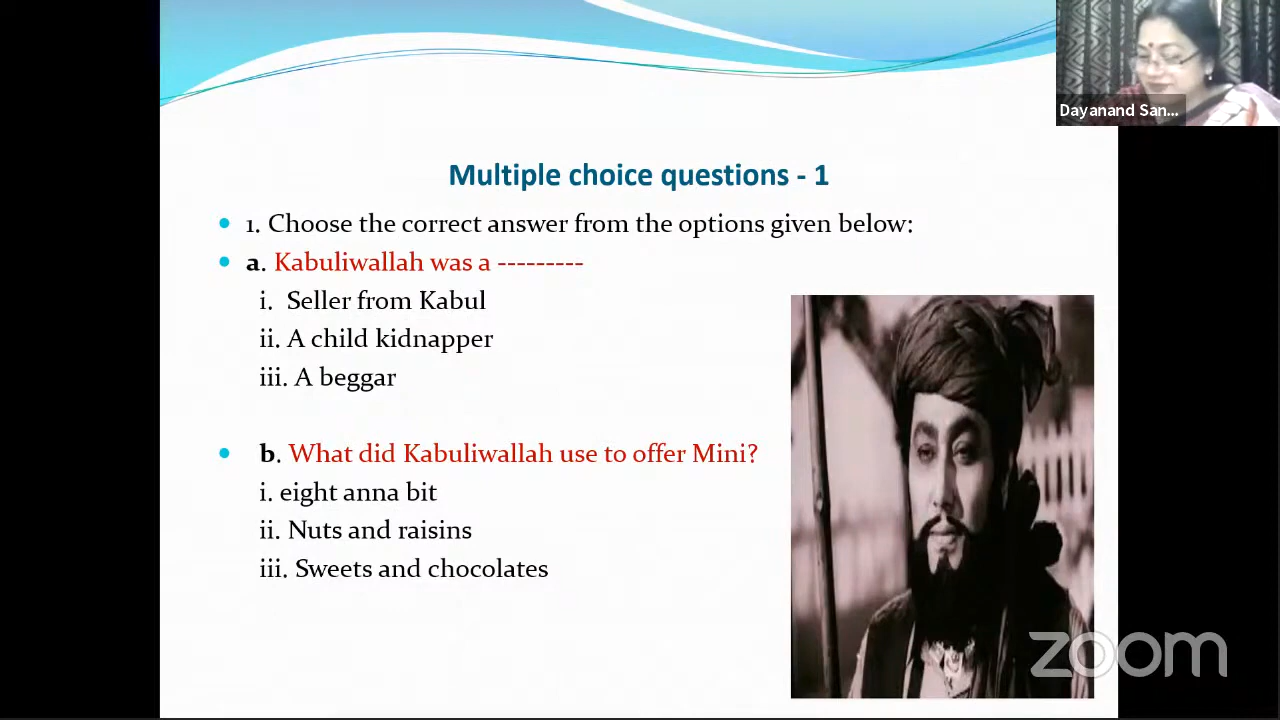 Dayanand San...
Multiple choice questions - 1
1. Choose the correct answer from the options given below:
a. Kabuliwallah was a ---------
i. Seller from Kabul
ii. A child kidnapper
iii. A beggar
b. What did Kabuliwallah use to offer Mini?
i. eight anna bit
ii. Nuts and raisins
iii. Sweets and chocolates
zoom